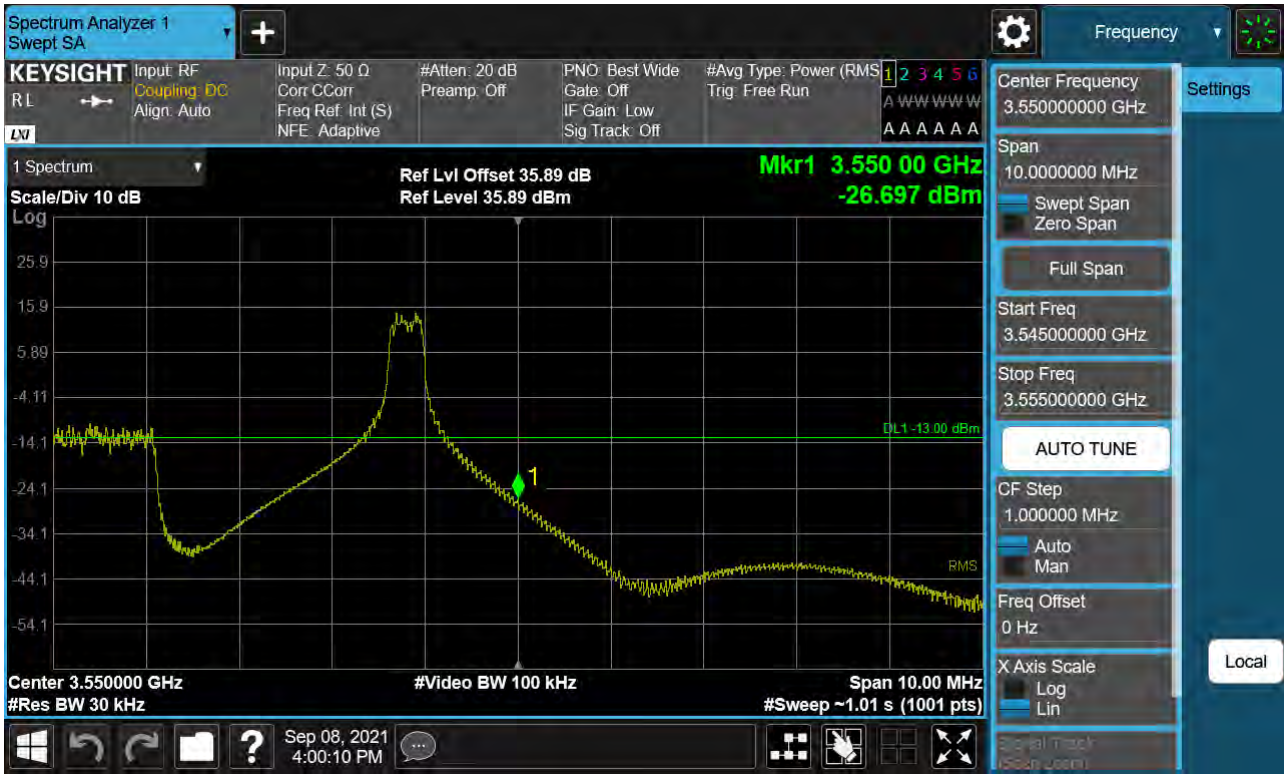 Spectrum Analyzer 1
Swept SA
+
Frequency
KEYSIGHT
RL
LXI
Input: RF
Coupling: DC
Align: Auto
Input Z: 50 Ω
Corr CCorr
Freq Ref: Int (S)
NFE: Adaptive
#Atten: 20 dB
Preamp: Off
PNO: Best Wide
Gate: Off
IF Gain: Low
Sig Track: Off
#Avg Type: Power (RMS
Trig: Free Run
1 2 3 4 5 6
A W W W W W
A A A A A A
1 Spectrum
Scale/Div 10 dB
Log
Ref Lvl Offset 35.89 dB
Ref Level 35.89 dBm
Mkr1 3.550 00 GHz
-26.697 dBm
25.9
15.9
5.89
-4.11
-14.1
-24.1
-34.1
-44.1
-54.1
DL1 -13.00 dBm
1
RMS
Center 3.550000 GHz
#Res BW 30 kHz
#Video BW 100 kHz
Span 10.00 MHz
#Sweep ~1.01 s (1001 pts)
Center Frequency
3.550000000 GHz
Span
10.0000000 MHz
Swept Span
Zero Span
Full Span
Start Freq
3.545000000 GHz
Stop Freq
3.555000000 GHz
AUTO TUNE
CF Step
1.000000 MHz
Auto
Man
Freq Offset
0 Hz
X Axis Scale
Log
Lin
Signal Track
(Span Zoom)
Settings
Local
?
Sep 08, 2021
4:00:10 PM